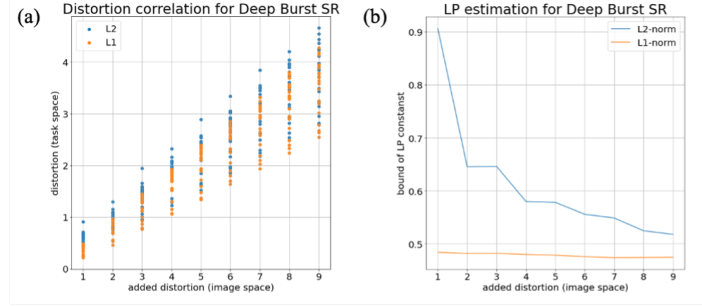 (a)
Distortion correlation for Deep Burst SR
L2
L1
distortion (task space)
4
3
2
1
0
1 2 3 4 5 6 7 8 9
added distortion (image space)
(b)
LP estimation for Deep Burst SR
L2-norm
L1-norm
bound of LP constanst
0.9
0.8
0.7
0.6
0.5
1 2 3 4 5 6 7 8 9
added distortion (image space)